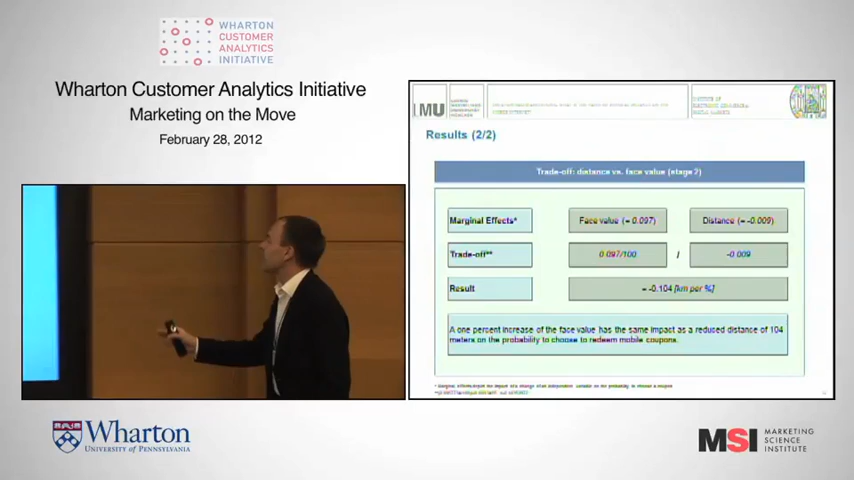 WHARTON
CUSTOMER
ANALYTICS
INITIATIVE
Wharton Customer Analytics Initiative
Marketing on the Move
February 28, 2012
LMU
Results (2/2)
Trade-off: distance vs. face value (stage 2)
Marginal Effects* Face value (= 0.097) Distance (= -0.009)
Trade-off** 0.097/100 / -0.009
Result = -0.104 [km per %]
A one percent increase of the face value has the same impact as a reduced distance of 104
meters on the probability to choose to redeem mobile coupons.
Wharton
UNIVERSITY of PENNSYLVANIA
MSI
MARKETING
SCIENCE
INSTITUTE